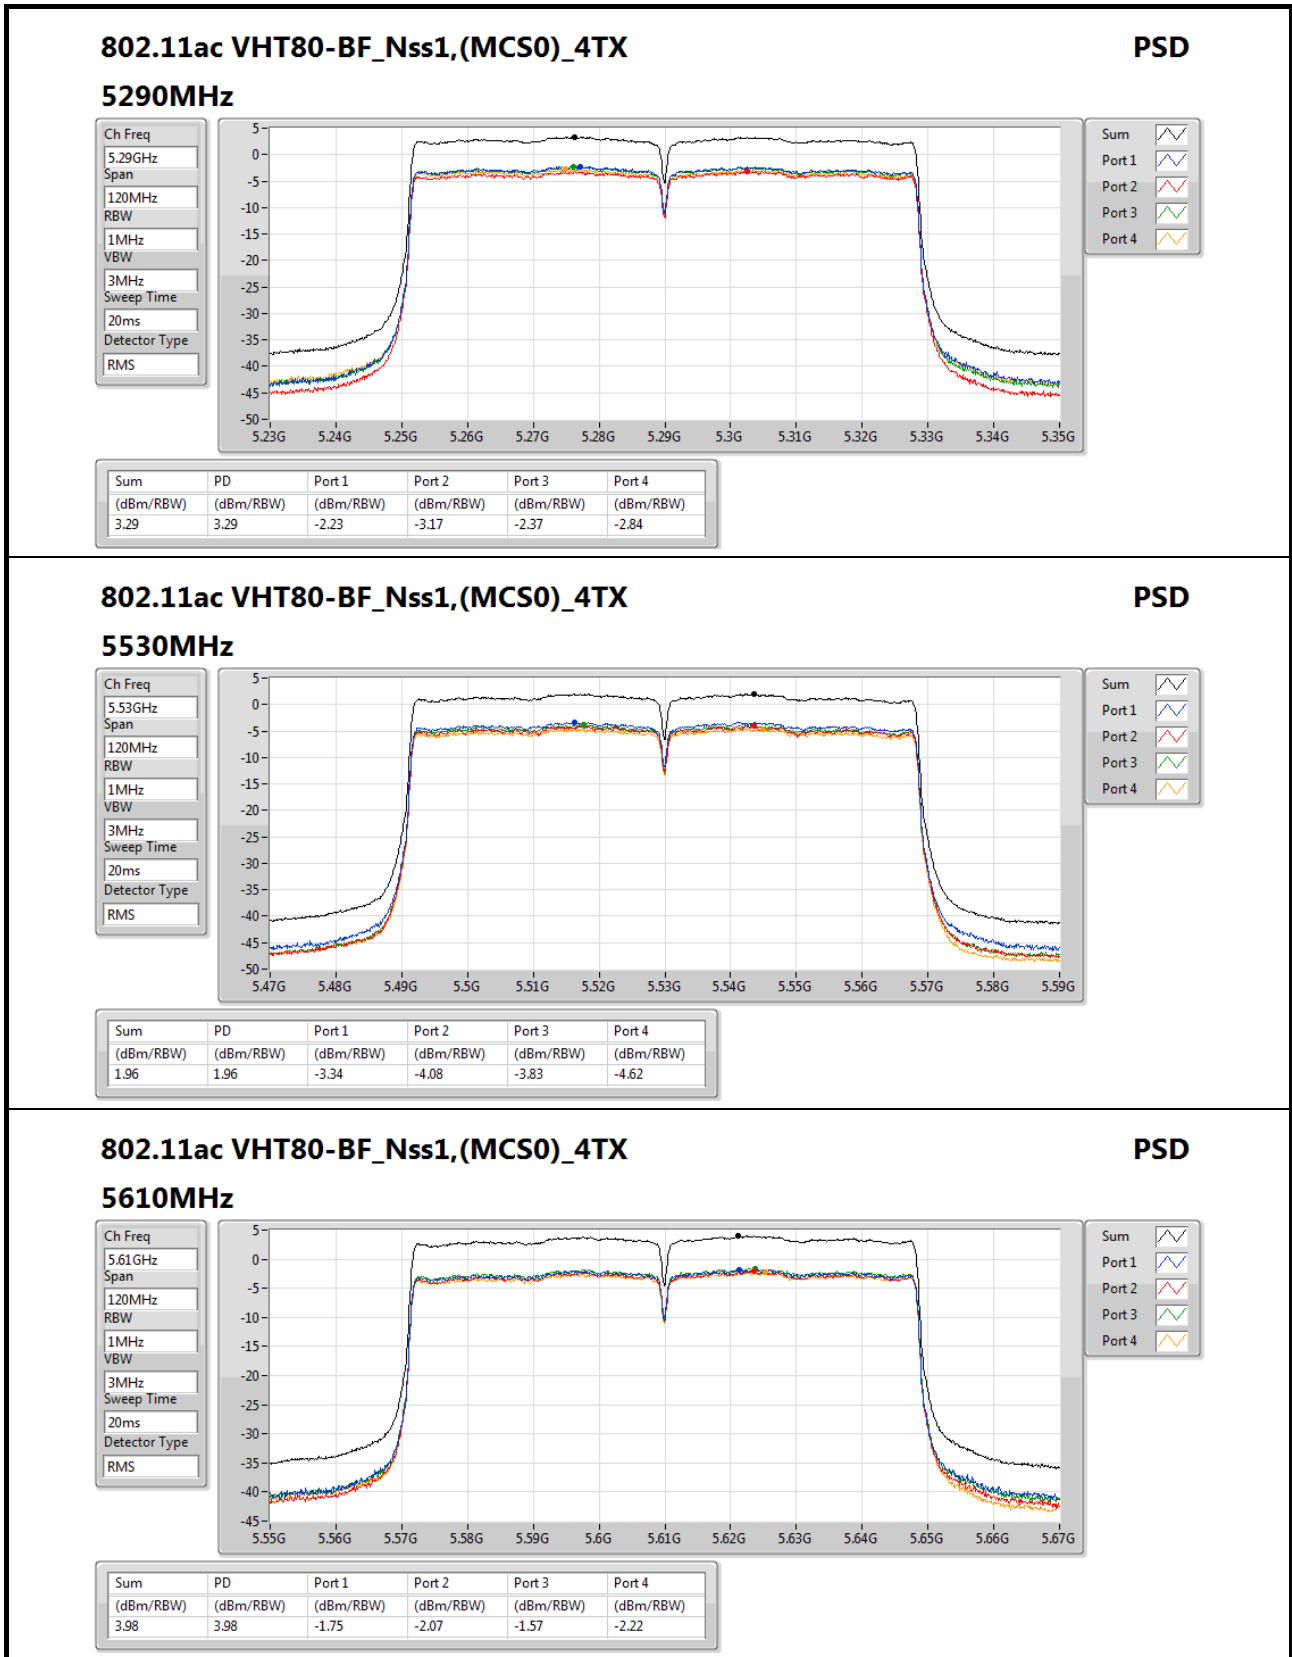 802.11ac VHT80-BF_Nss1,(MCS0)_4TX PSD
5290MHz
Ch Freq
5.29GHz
Span
120MHz
RBW
1MHz
VBW
3MHz
Sweep Time
20ms
Detector Type
RMS
5
0
-5
-10
-15
-20
-25
-30
-35
-40
-45
-50
5.23G 5.24G 5.25G 5.26G 5.27G 5.28G 5.29G 5.3G 5.31G 5.32G 5.33G 5.34G 5.35G
Sum
Port 1
Port 2
Port 3
Port 4
Sum PD Port 1 Port 2 Port 3 Port 4
(dBm/RBW) (dBm/RBW) (dBm/RBW) (dBm/RBW) (dBm/RBW) (dBm/RBW)
3.29 3.29 -2.23 -3.17 -2.37 -2.84
802.11ac VHT80-BF_Nss1,(MCS0)_4TX PSD
5530MHz
Ch Freq
5.53GHz
Span
120MHz
RBW
1MHz
VBW
3MHz
Sweep Time
20ms
Detector Type
RMS
5
0
-5
-10
-15
-20
-25
-30
-35
-40
-45
-50
5.47G 5.48G 5.49G 5.5G 5.51G 5.52G 5.53G 5.54G 5.55G 5.56G 5.57G 5.58G 5.59G
Sum
Port 1
Port 2
Port 3
Port 4
Sum PD Port 1 Port 2 Port 3 Port 4
(dBm/RBW) (dBm/RBW) (dBm/RBW) (dBm/RBW) (dBm/RBW) (dBm/RBW)
1.96 1.96 -3.34 -4.08 -3.83 -4.62
802.11ac VHT80-BF_Nss1,(MCS0)_4TX PSD
5610MHz
Ch Freq
5.61GHz
Span
120MHz
RBW
1MHz
VBW
3MHz
Sweep Time
20ms
Detector Type
RMS
5
0
-5
-10
-15
-20
-25
-30
-35
-40
-45
5.55G 5.56G 5.57G 5.58G 5.59G 5.6G 5.61G 5.62G 5.63G 5.64G 5.65G 5.66G 5.67G
Sum
Port 1
Port 2
Port 3
Port 4
Sum PD Port 1 Port 2 Port 3 Port 4
(dBm/RBW) (dBm/RBW) (dBm/RBW) (dBm/RBW) (dBm/RBW) (dBm/RBW)
3.98 3.98 -1.75 -2.07 -1.57 -2.22